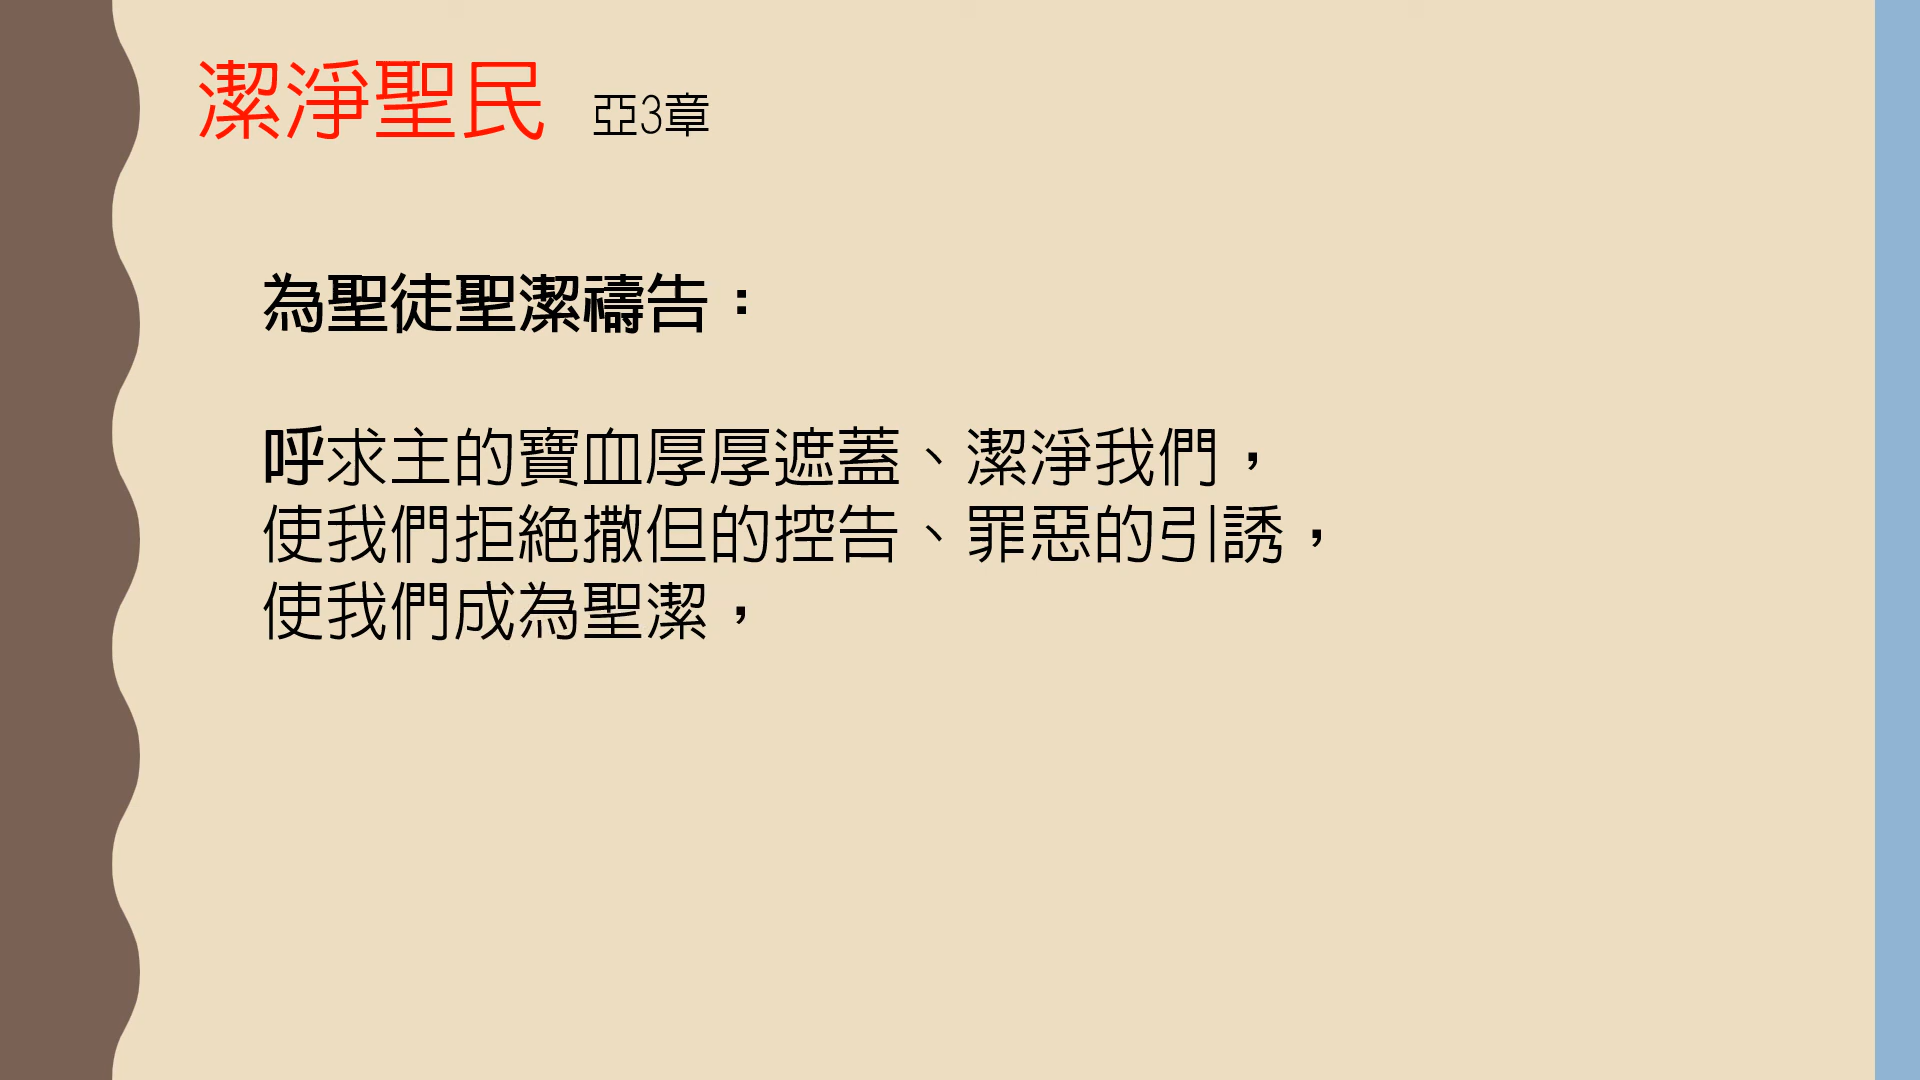 潔淨聖民 亞3章
為聖徒聖潔禱告：
呼求主的寶血厚厚遮蓋、潔淨我們，
使我們拒絕撒但的控告、罪惡的引誘，
使我們成為聖潔，